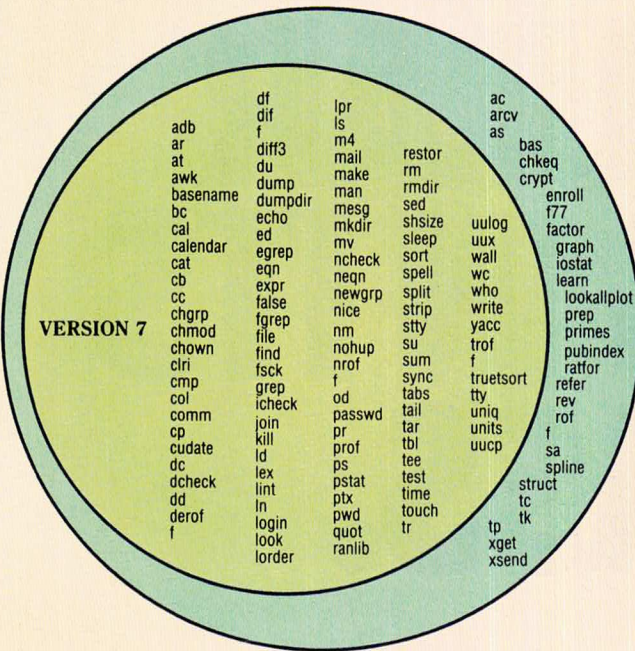 VERSION 7
adb
ar
at
awk
basename
bc
cal
calendar
cat
cb
cc
chgrp
chmod
chown
clri
cmp
col
comm
cp
cudate
dc
dcheck
dd
derof
f
df
dif
f
diff3
du
dump
dumpdir
echo
ed
egrep
eqn
expr
false
fgrep
file
find
fsck
grep
icheck
join
kill
ld
lex
lint
ln
login
look
lorder
lpr
ls
m4
mail
make
man
mesg
mkdir
mv
ncheck
neqn
newgrp
nice
nm
nohup
nrof
f
od
passwd
pr
prof
ps
pstat
ptx
pwd
quot
ranlib
restor
rm
rmdir
sed
shsize
sleep
sort
spell
split
strip
stty
su
sum
sync
tabs
tail
tar
tbl
tee
test
time
touch
tr
uulog
uux
wall
wc
who
write
yacc
trof
f
truetsort
tty
uniq
units
uucp
ac
arcv
as
bas
chkeq
crypt
enroll
f77
factor
graph
iostat
learn
lookallplot
prep
primes
pubindex
ratfor
refer
rev
rof
f
sa
spline
struct
tc
tk
tp
xget
xsend